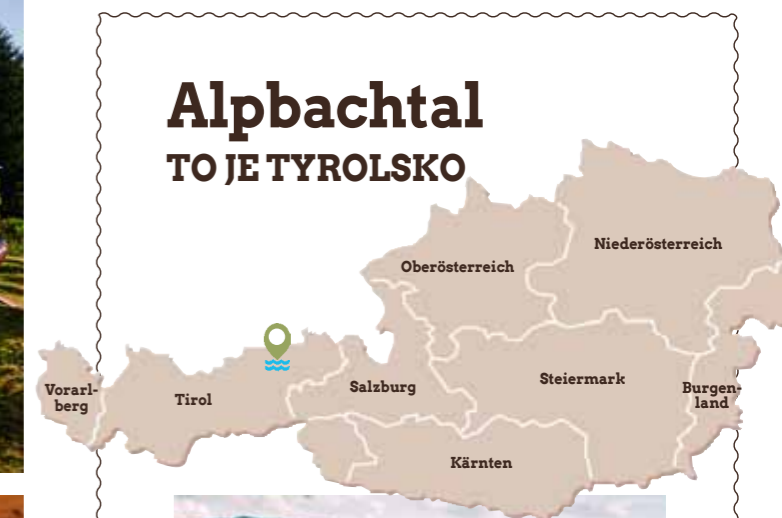 Alpbachtal
TO JE TYROLSKO
Niederösterreich
Oberösterreich
Vorarl-
berg
Tirol
Salzburg
Steiermark
Burgen-
land
Kärnten